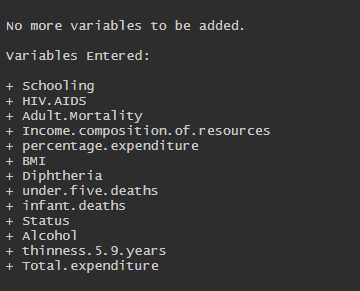 No more variables to be added.
Variables Entered:
+ Schooling
+ HIV.AIDS
+ Adult.Mortality
+ Income.composition.of.resources
+ percentage.expenditure
+ BMI
+ Diphtheria
+ under.five.deaths
+ infant.deaths
+ Status
+ Alcohol
+ thinness.5.9.years
+ Total.expenditure